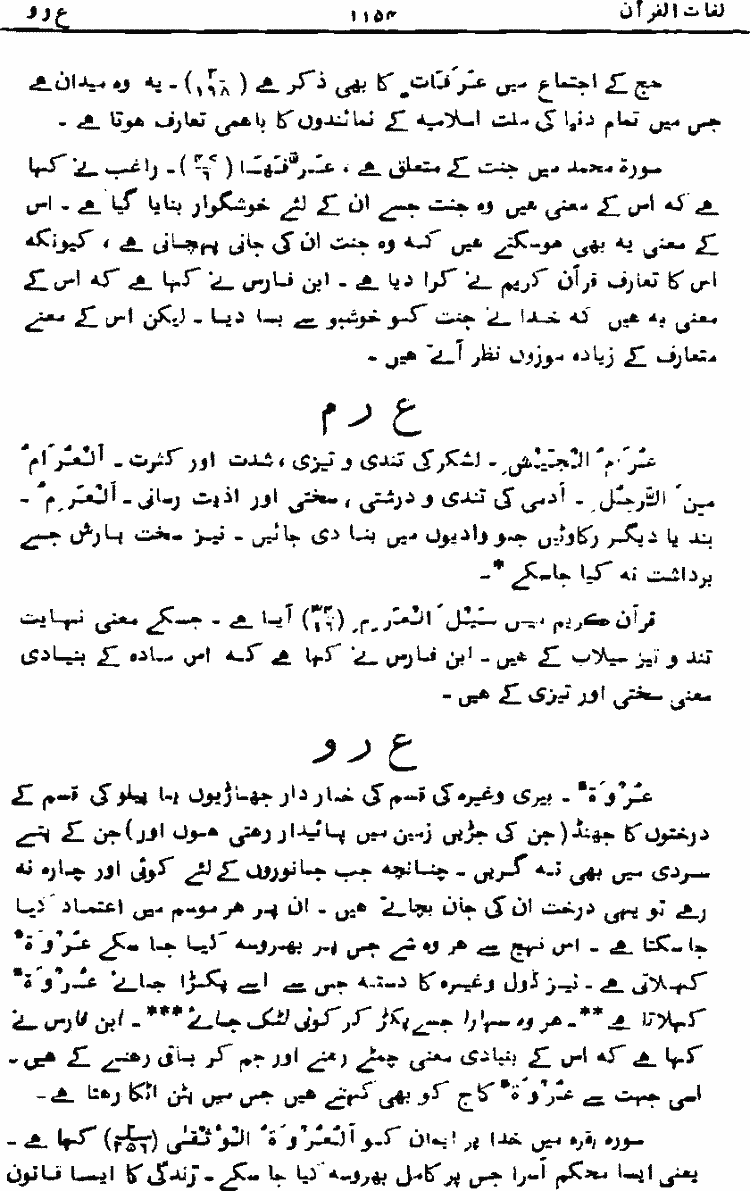 لغات القرآن ۱۱۵۴ ع ر و
حج کے اجتماع میں عَرَفَاتٍ کا بھی ذکر ہے (۲/۱۹۸)۔ یہ وہ میدان ہے
جس میں تمام دنیا کی ملت اسلامیہ کے نمائندوں کا باہمی تعارف ہوتا ہے ۔
سورۃ محمد میں جنت کے متعلق ہے ، عَرَّفَهَا (۴۷/۶)۔ راغب نے کہا
ہے کہ اس کے معنی ہیں وہ جنت جسے ان کے لئے خوشگوار بنایا گیا ہے ۔ اس
کے معنی یہ بھی ہوسکتے ہیں کہ وہ جنت ان کی جانی پہچانی ہے ، کیونکہ
اس کا تعارف قرآن کریم نے کرا دیا ہے ۔ ابن فارس نے کہا ہے کہ اس کے
معنی یہ ہیں کہ خدا نے جنت کو خوشبو سے بسا دیا ۔ لیکن اس کے معنے
متعارف کے زیادہ موزوں نظر آتے ہیں ۔
ع ر م
عُرَامُ الْجَيْشِ ۔ لشکر کی تندی و تیزی ، شدت اور کثرت ۔ اَلْعُرَامُ
مِنَ الرَّجُلِ ۔ آدمی کی تندی و درشتی ، سختی اور اذیت رسانی ۔ اَلْعَرِمُ ۔
بند یا دیگر رکاوٹیں جو وادیوں میں بنا دی جائیں ۔ نیز سخت بارش جسے
برداشت نہ کیا جاسکے *۔
قرآن کریم میں سَيْلَ الْعَرِمِ (۳۴/۱۶) آیا ہے ۔ جسکے معنی نہایت
تند و تیز سیلاب کے ہیں ۔ ابن فارس نے کہا ہے کہ اس مادہ کے بنیادی
معنی سختی اور تیزی کے ہیں ۔
ع ر و
عُرْوَةٌ ۔ بیری وغیرہ کی قسم کی خار دار جھاڑیوں یا پیلو کی قسم کے
درختوں کا جھنڈ (جن کی جڑیں زمین میں پائیدار رہتی ہوں اور) جن کے پتے
سردی میں بھی نہ گریں ۔ چنانچہ جب جانوروں کے لئے کوئی اور چارہ نہ
رہے تو یہی درخت ان کی جان بچاتے ہیں ۔ ان پر ہر موسم میں اعتماد کیا
جا سکتا ہے ۔ اس نہج سے ہر وہ شے جس پر بھروسہ کیا جا سکے عُرْوَةٌ
کہلاتی ہے ۔ نیز ڈول وغیرہ کا دستہ جس سے اسے پکڑا جائے عُرْوَةٌ
کہلاتا ہے **۔ ہر وہ سہارا جسے پکڑ کر کوئی لٹک جائے ***۔ ابن فارس نے
کہا ہے کہ اس کے بنیادی معنی چمٹے رہنے اور جم کر باقی رہنے کے ہیں ۔
اسی جہت سے عُرْوَةٌ کاج کو بھی کہتے ہیں جس میں بٹن اٹکا رہتا ہے ۔
سورہ بقرہ میں خدا پر ایمان کو اَلْعُرْوَةُ الْوُثْقٰى (۲/۲۵۶) کہا ہے ۔
یعنی ایسا محکم آسرا جس پر کامل بھروسہ کیا جا سکے ۔ زندگی کا ایسا قانون